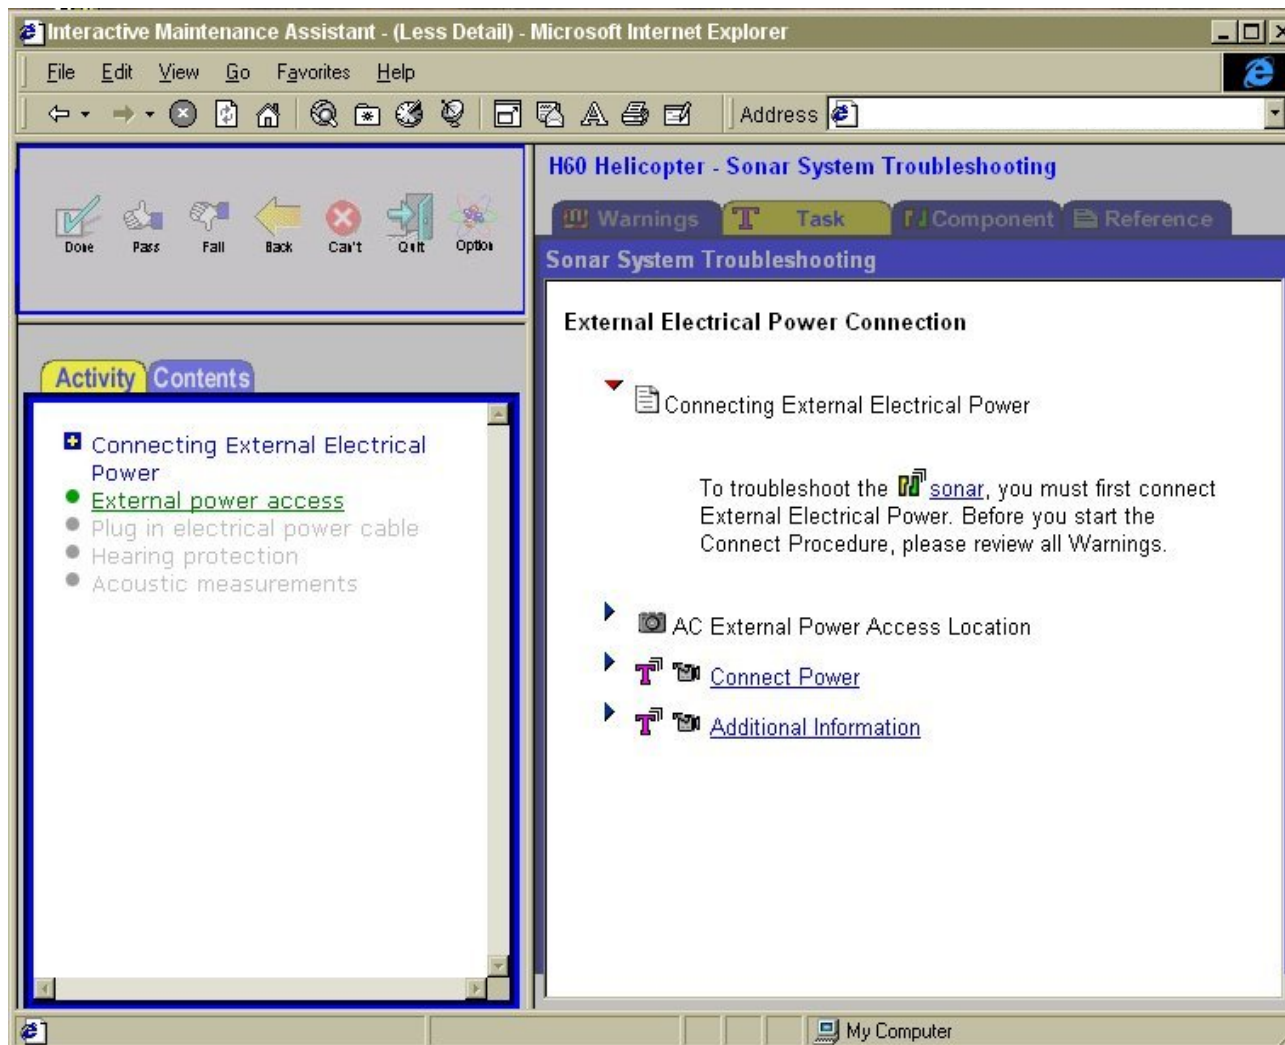 Interactive Maintenance Assistant - (Less Detail) - Microsoft Internet Explorer
File Edit View Go Favorites Help
Address
Done Pass Fail Back Can't Quit Option
Activity Contents
Connecting External Electrical
Power
External power access
Plug in electrical power cable
Hearing protection
Acoustic measurements
H60 Helicopter - Sonar System Troubleshooting
Warnings T Task Component Reference
Sonar System Troubleshooting
External Electrical Power Connection
Connecting External Electrical Power
To troubleshoot the sonar, you must first connect
External Electrical Power. Before you start the
Connect Procedure, please review all Warnings.
AC External Power Access Location
T Connect Power
T Additional Information
My Computer